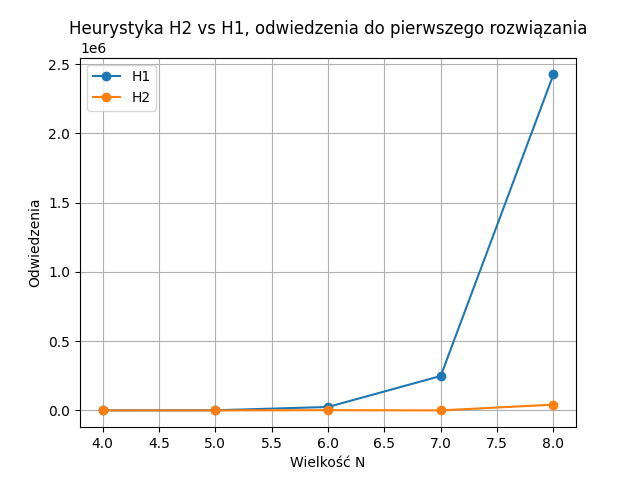 Heurystyka H2 vs H1, odwiedzenia do pierwszego rozwiązania
1e6
H1
H2
2.5
2.0
1.5
1.0
0.5
0.0
Odwiedzenia
4.0 4.5 5.0 5.5 6.0 6.5 7.0 7.5 8.0
Wielkość N